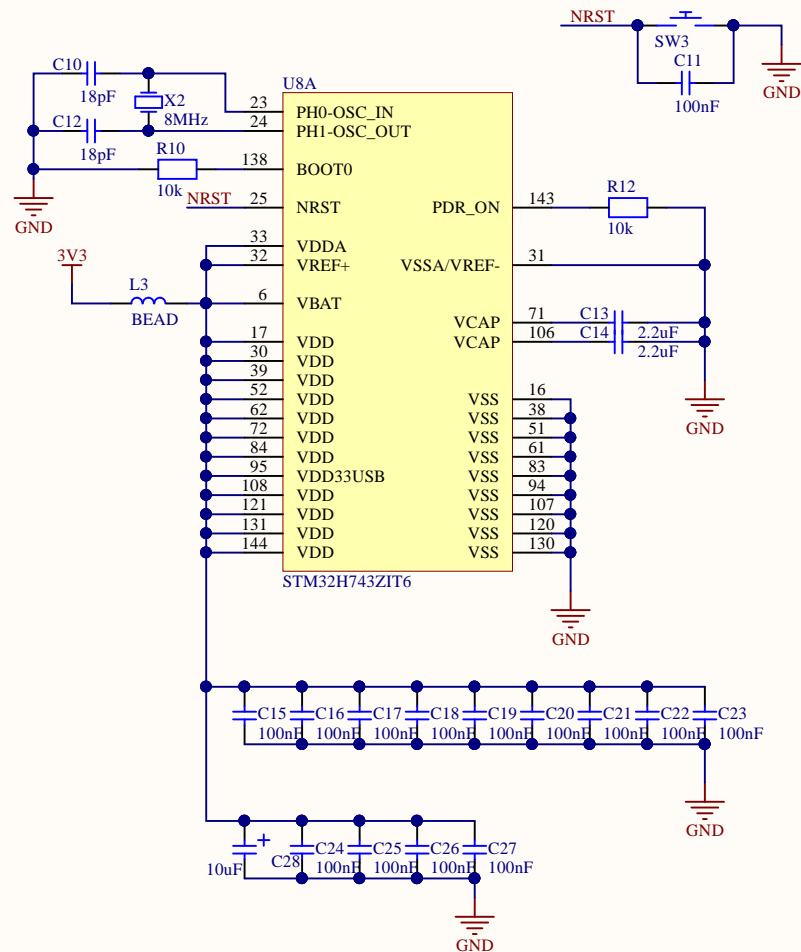 NRST
SW3
C11
100nF
GND
C10
18pF
X2
8MHz
C12
18pF
R10
10k
GND
NRST
3V3
L3
BEAD
U8A
23 PH0-OSC_IN
24 PH1-OSC_OUT
138 BOOT0
25 NRST
33 VDDA
32 VREF+
6 VBAT
17 VDD
30 VDD
39 VDD
52 VDD
62 VDD
72 VDD
84 VDD
95 VDD33USB
108 VDD
121 VDD
131 VDD
144 VDD
PDR_ON 143
VSSA/VREF- 31
VCAP 71
VCAP 106
VSS 16
VSS 38
VSS 51
VSS 61
VSS 83
VSS 94
VSS 107
VSS 120
VSS 130
STM32H743ZIT6
R12
10k
C13
2.2uF
C14
2.2uF
GND
GND
C15 C16 C17 C18 C19 C20 C21 C22 C23
100nF 100nF 100nF 100nF 100nF 100nF 100nF 100nF 100nF
GND
+
C28 C24 C25 C26 C27
10uF 100nF 100nF 100nF 100nF
GND